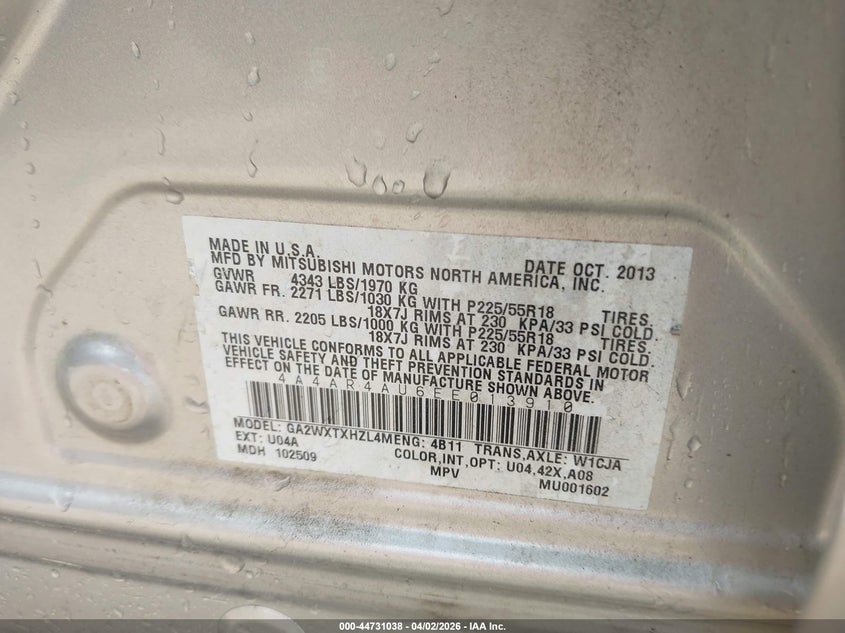 MADE IN U.S.A. DATE OCT. 2013
MFD BY MITSUBISHI MOTORS NORTH AMERICA, INC.
GVWR 4343 LBS/1970 KG
GAWR FR. 2271 LBS/1030 KG WITH P225/55R18 TIRES
18X7J RIMS AT 230 KPA/33 PSI COLD.
GAWR RR. 2205 LBS/1000 KG WITH P225/55R18 TIRES
18X7J RIMS AT 230 KPA/33 PSI COLD.
THIS VEHICLE CONFORMS TO ALL APPLICABLE FEDERAL MOTOR
VEHICLE SAFETY AND THEFT PREVENTION STANDARDS IN
EFFECT ON THE DATE OF MANUFACTURE SHOWN ABOVE.
4A4AR4AU6EE013910
MODEL: GA2WXTXHZL4MENG: 4B11 TRANS,AXLE: W1CJA
EXT: U04A COLOR,INT,OPT: U04,42X,A08
MDH 102509 MPV MU001602
000-44731038 - 04/02/2026 - IAA Inc.